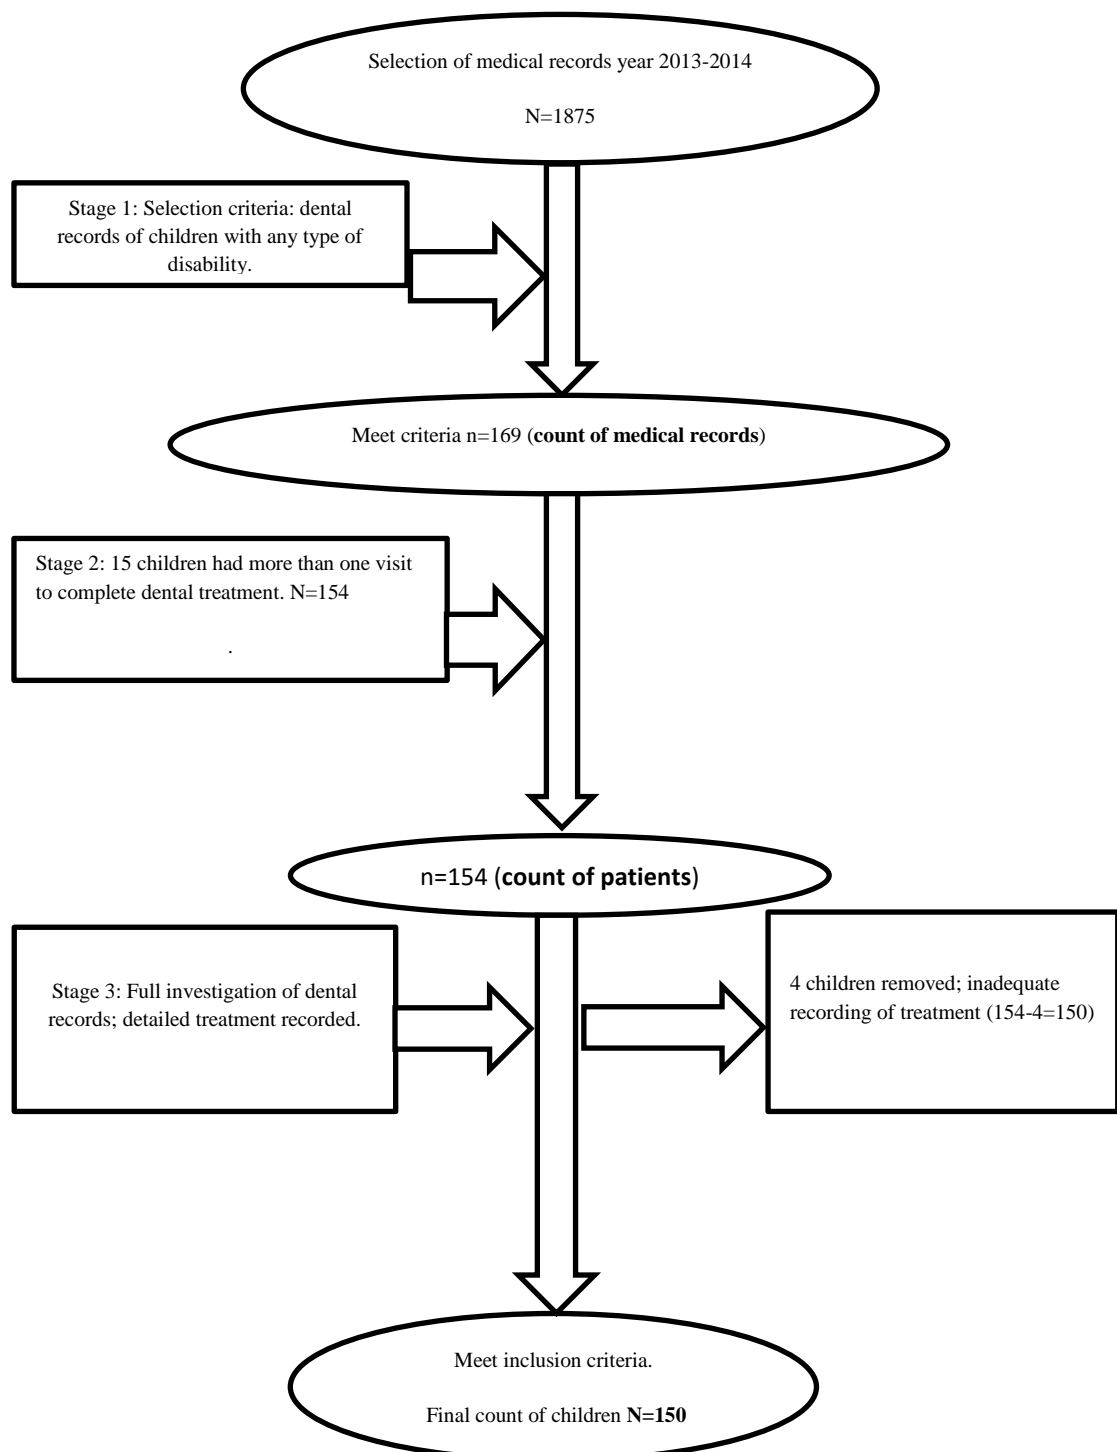 Selection of medical records year 2013-2014
N=1875
Stage 1: Selection criteria: dental
records of children with any type of
disability.
Meet criteria n=169 (count of medical records)
Stage 2: 15 children had more than one visit
to complete dental treatment. N=154
.
n=154 (count of patients)
Stage 3: Full investigation of dental
records; detailed treatment recorded.
4 children removed; inadequate
recording of treatment (154-4=150)
Meet inclusion criteria.
Final count of children N=150